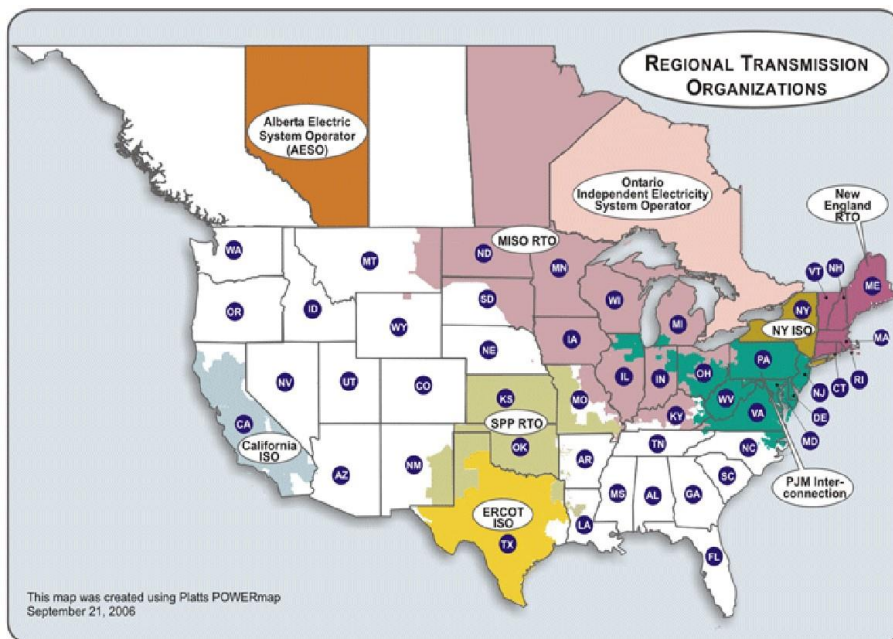 REGIONAL TRANSMISSION
ORGANIZATIONS
Alberta Electric
System Operator
(AESO)
Ontario
Independent Electricity
System Operator
New
England
RTO
MISO RTO
WA
MT
ND
MN
VT
NH
ME
OR
ID
SD
WI
MI
NY
NY ISO
MA
WY
IA
NE
PA
RI
CT
NV
UT
CO
IL
IN
OH
NJ
CA
KS
MO
WV
VA
DE
KY
MD
California
ISO
SPP RTO
OK
TN
NC
AZ
NM
AR
SC
PJM Inter-
connection
MS
AL
GA
ERCOT
ISO
LA
TX
FL
This map was created using Platts POWERmap
September 21, 2006